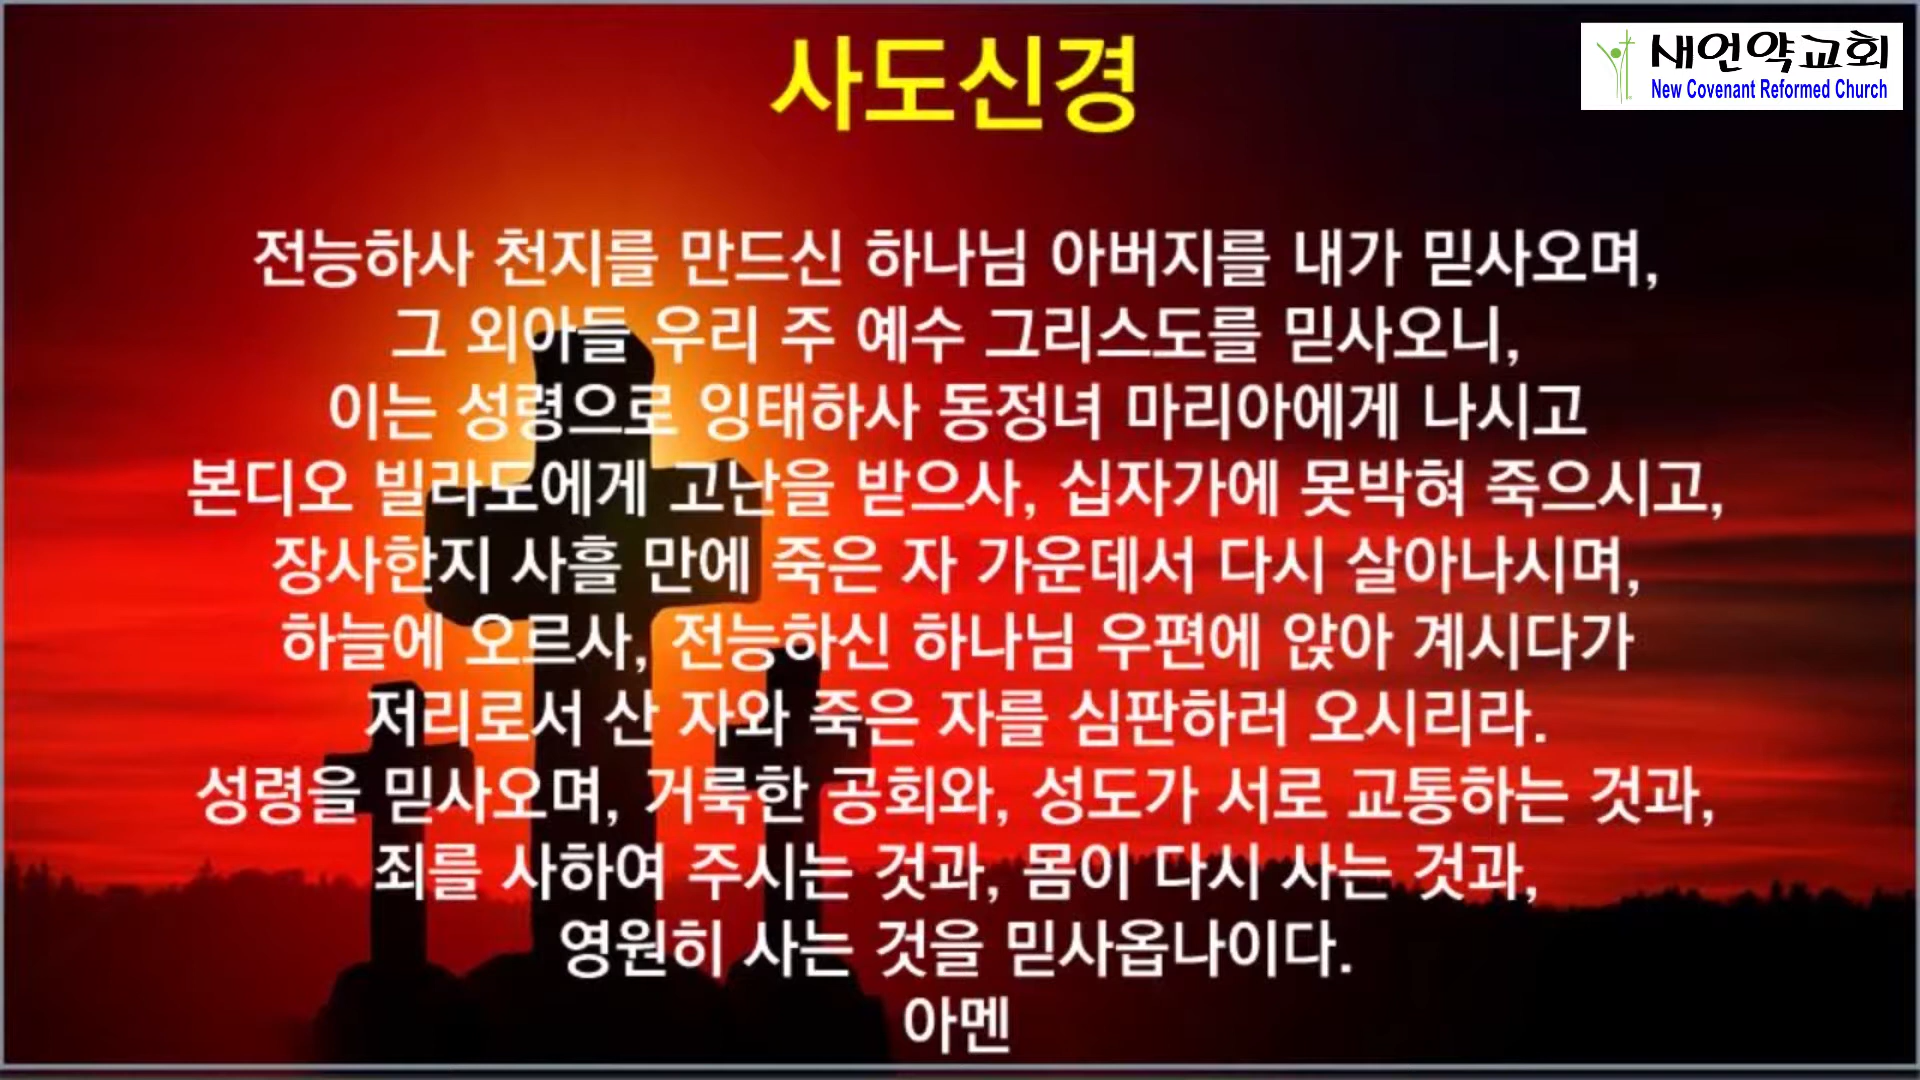 사도신경
새언약교회
New Covenant Reformed Church
전능하사 천지를 만드신 하나님 아버지를 내가 믿사오며,
그 외아들 우리 주 예수 그리스도를 믿사오니,
이는 성령으로 잉태하사 동정녀 마리아에게 나시고
본디오 빌라도에게 고난을 받으사, 십자가에 못박혀 죽으시고,
장사한지 사흘 만에 죽은 자 가운데서 다시 살아나시며,
하늘에 오르사, 전능하신 하나님 우편에 앉아 계시다가
저리로서 산 자와 죽은 자를 심판하러 오시리라.
성령을 믿사오며, 거룩한 공회와, 성도가 서로 교통하는 것과,
죄를 사하여 주시는 것과, 몸이 다시 사는 것과,
영원히 사는 것을 믿사옵나이다.
아멘